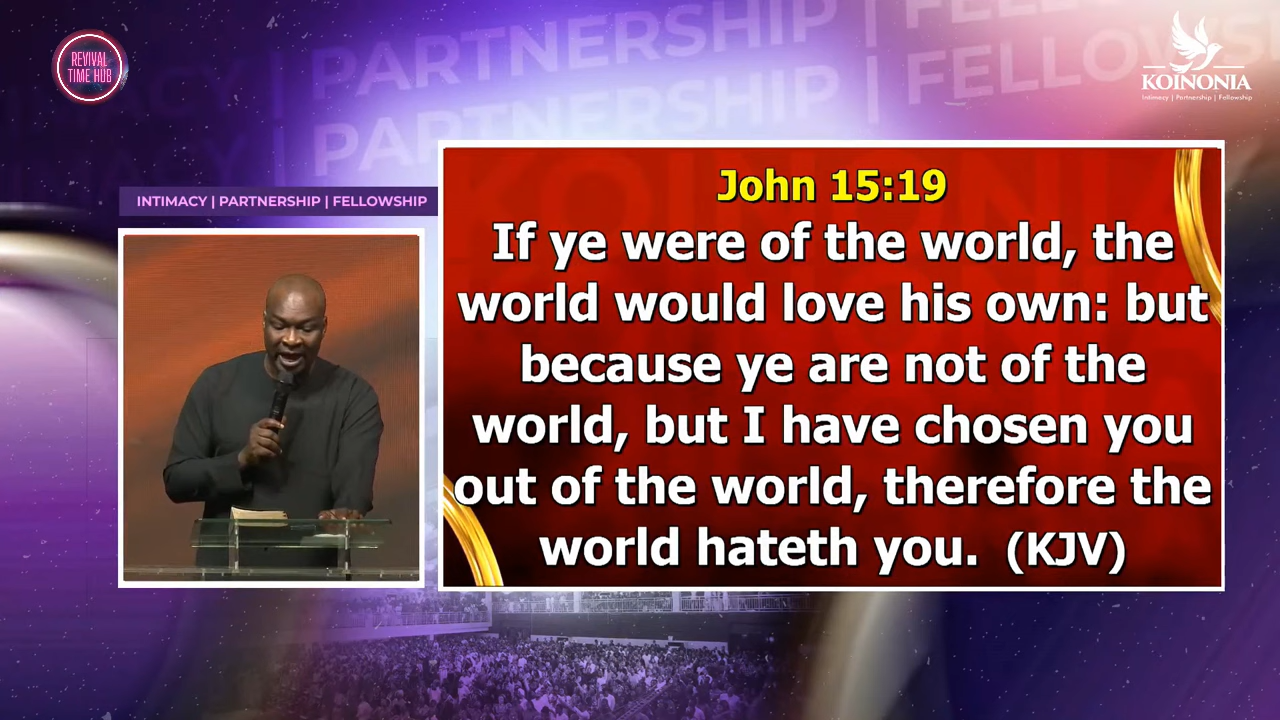 PARTNERSHIP | FELLOWSHIP
PARTNERSHIP | FELLOWSHIP
REVIVAL
TIME HUB
KOINONIA
Intimacy | Partnership | Fellowship
INTIMACY | PARTNERSHIP | FELLOWSHIP
John 15:19
If ye were of the world, the
world would love his own: but
because ye are not of the
world, but I have chosen you
out of the world, therefore the
world hateth you. (KJV)